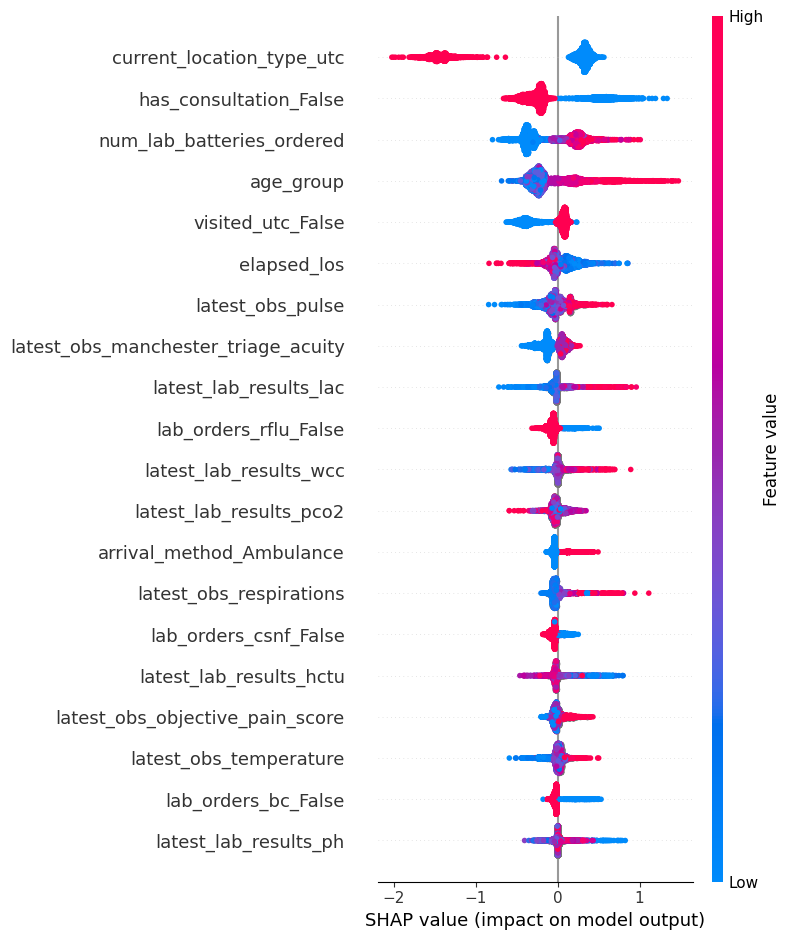 High
current_location_type_utc
has_consultation_False
num_lab_batteries_ordered
age_group
visited_utc_False
elapsed_los
latest_obs_pulse
latest_obs_manchester_triage_acuity
latest_lab_results_lac
lab_orders_rflu_False
latest_lab_results_wcc
latest_lab_results_pco2
arrival_method_Ambulance
latest_obs_respirations
lab_orders_csnf_False
latest_lab_results_hctu
latest_obs_objective_pain_score
latest_obs_temperature
lab_orders_bc_False
latest_lab_results_ph
Feature value
Low
−2 −1 0 1
SHAP value (impact on model output)